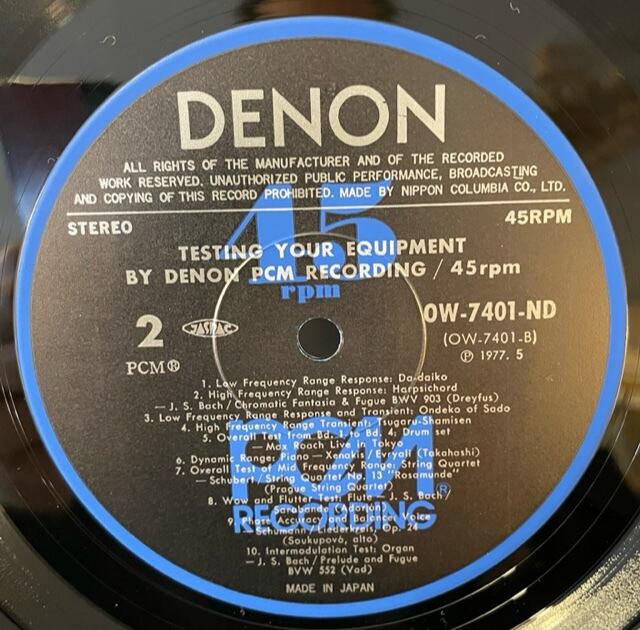 DENON
ALL RIGHTS OF THE MANUFACTURER AND OF THE RECORDED
WORK RESERVED. UNAUTHORIZED PUBLIC PERFORMANCE, BROADCASTING
AND COPYING OF THIS RECORD PROHIBITED. MADE BY NIPPON COLUMBIA CO., LTD.
STEREO
45RPM
45
rpm
TESTING YOUR EQUIPMENT
BY DENON PCM RECORDING / 45rpm
2
JASRAC
PCM®
OW-7401-ND
(OW-7401-B)
Ⓟ 1977. 5
1. Low Frequency Range Response: Da-daiko
2. High Frequency Range Response: Harpsichord
—J. S. Bach/Chromatic Fantasia & Fugue BWV 903 (Dreyfus)
3. Low Frequency Range Response and Transient: Ondeko of Sado
4. High Frequency Range Transient: Tsugaru-Shamisen
5. Overall Test from Bd. 1 to Bd. 4: Drum set
—Max Roach Live in Tokyo
6. Dynamic Range: Piano—Xenakis/Evryali (Takahashi)
7. Overall Test of Mid Frequency Range: String Quartet
—Schubert/String Quartet No. 13 "Rosamunde"
(Prague String Quartet)
8. Wow and Flutter Test: Flute—J. S. Bach/
Sarabande (Adorján)
9. Phase Accuracy and Balance: Voice
—Schumann/Liederkreis, Op. 24
(Soukupová, alto)
10. Intermodulation Test: Organ
—J. S. Bach/Prelude and Fugue
BVW 552 (Vad)
PCM®
RECORDING
MADE IN JAPAN